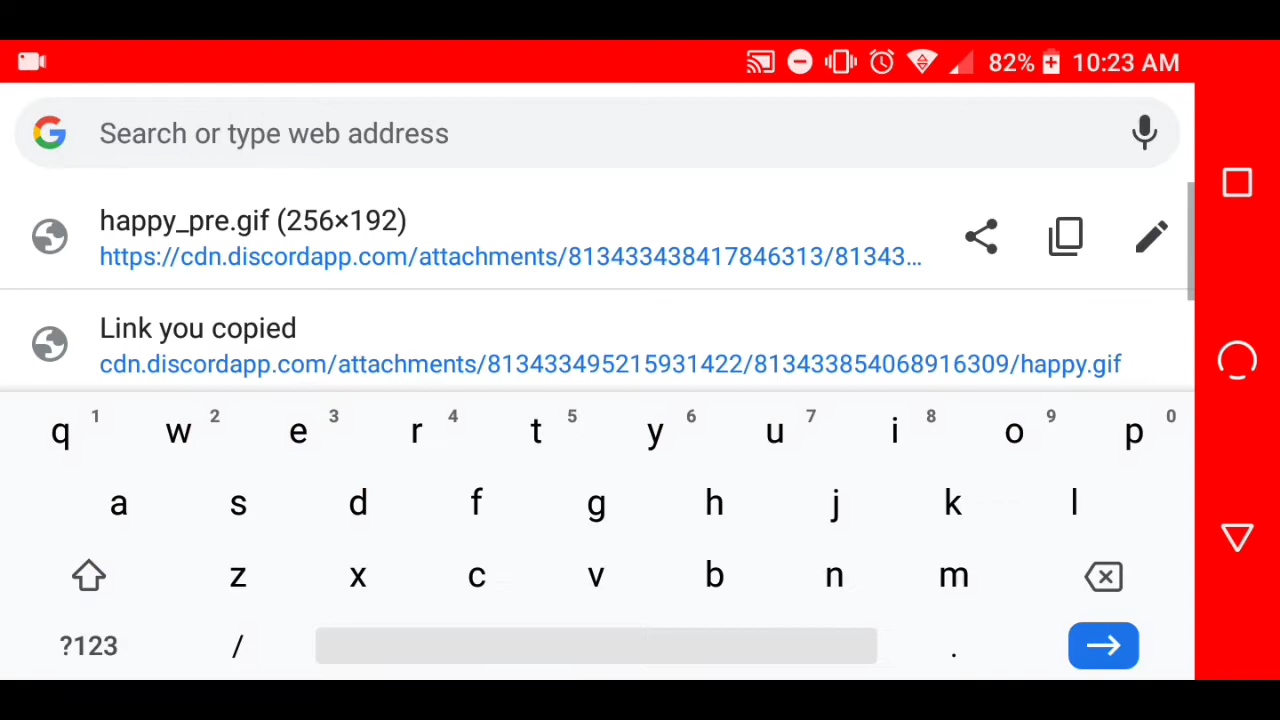 82% 10:23 AM
Search or type web address
happy_pre.gif (256×192)
https://cdn.discordapp.com/attachments/813433438417846313/81343...
Link you copied
cdn.discordapp.com/attachments/813433495215931422/813433854068916309/happy.gif
q 1 w 2 e 3 r 4 t 5 y 6 u 7 i 8 o 9 p 0
a s d f g h j k l
z x c v b n m
?123 / .